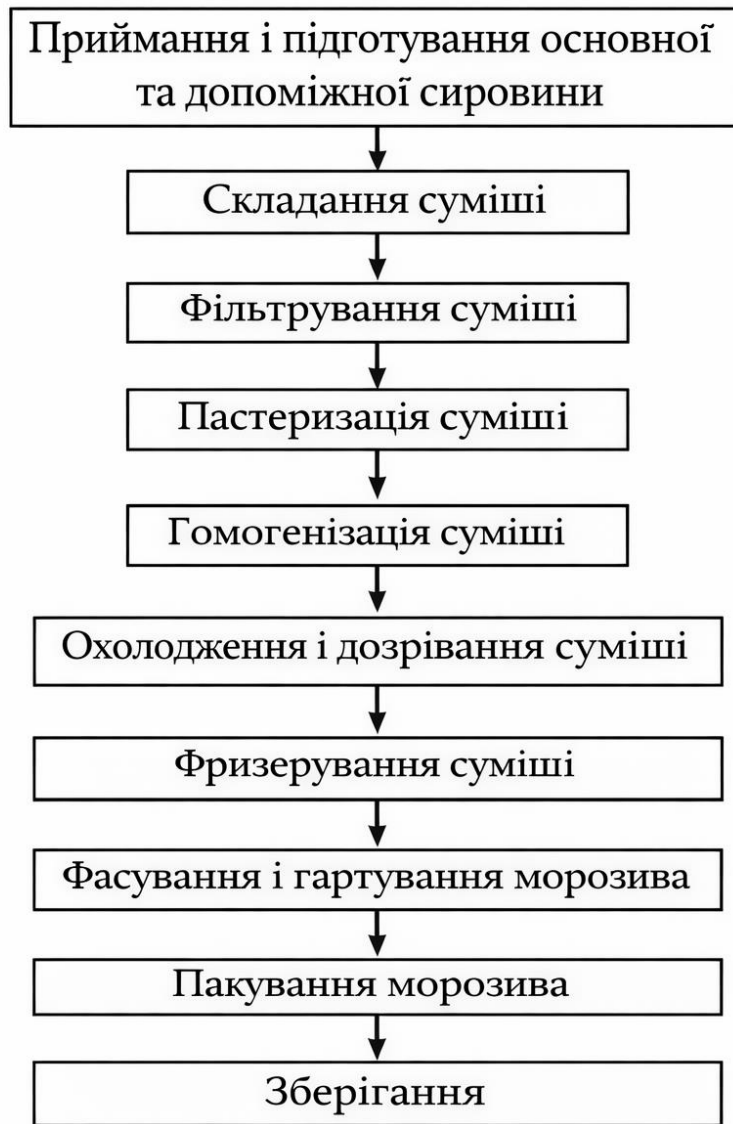 Приймання і підготування основної
та допоміжної сировини
Складання суміші
Фільтрування суміші
Пастеризація суміші
Гомогенізація суміші
Охолодження і дозрівання суміші
Фризерування суміші
Фасування і гартування морозива
Пакування морозива
Зберігання